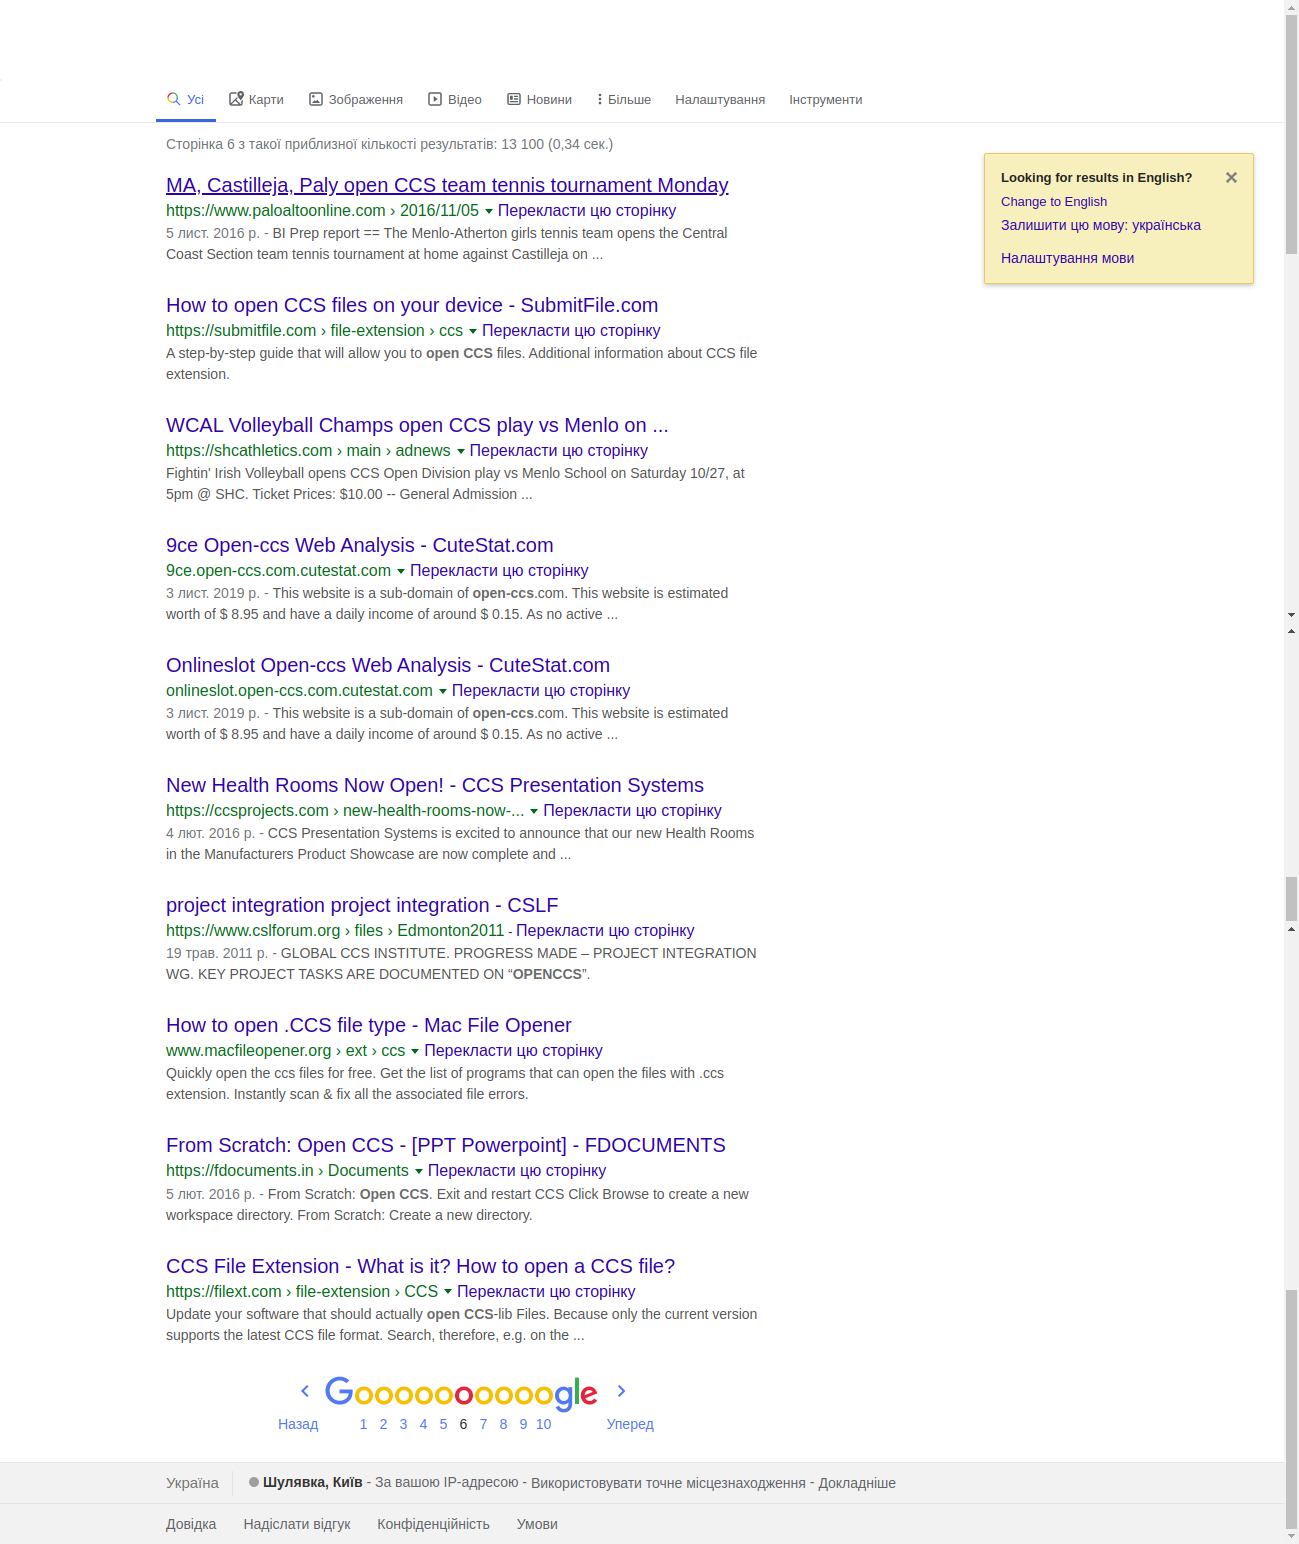 Усі Карти Зображення Відео Новини Більше Налаштування Інструменти
Сторінка 6 з такої приблизної кількості результатів: 13 100 (0,34 сек.)
Looking for results in English?
Change to English
Залишити цю мову: українська
Налаштування мови
MA, Castilleja, Paly open CCS team tennis tournament Monday
https://www.paloaltoonline.com › 2016/11/05 Перекласти цю сторінку
5 лист. 2016 р. - BI Prep report == The Menlo-Atherton girls tennis team opens the Central
Coast Section team tennis tournament at home against Castilleja on ...
How to open CCS files on your device - SubmitFile.com
https://submitfile.com › file-extension › ccs Перекласти цю сторінку
A step-by-step guide that will allow you to open CCS files. Additional information about CCS file
extension.
WCAL Volleyball Champs open CCS play vs Menlo on ...
https://shcathletics.com › main › adnews Перекласти цю сторінку
Fightin' Irish Volleyball opens CCS Open Division play vs Menlo School on Saturday 10/27, at
5pm @ SHC. Ticket Prices: $10.00 -- General Admission ...
9ce Open-ccs Web Analysis - CuteStat.com
9ce.open-ccs.com.cutestat.com Перекласти цю сторінку
3 лист. 2019 р. - This website is a sub-domain of open-ccs.com. This website is estimated
worth of $ 8.95 and have a daily income of around $ 0.15. As no active ...
Onlineslot Open-ccs Web Analysis - CuteStat.com
onlineslot.open-ccs.com.cutestat.com Перекласти цю сторінку
3 лист. 2019 р. - This website is a sub-domain of open-ccs.com. This website is estimated
worth of $ 8.95 and have a daily income of around $ 0.15. As no active ...
New Health Rooms Now Open! - CCS Presentation Systems
https://ccsprojects.com › new-health-rooms-now-... Перекласти цю сторінку
4 лют. 2016 р. - CCS Presentation Systems is excited to announce that our new Health Rooms
in the Manufacturers Product Showcase are now complete and ...
project integration project integration - CSLF
https://www.cslforum.org › files › Edmonton2011 - Перекласти цю сторінку
19 трав. 2011 р. - GLOBAL CCS INSTITUTE. PROGRESS MADE – PROJECT INTEGRATION
WG. KEY PROJECT TASKS ARE DOCUMENTED ON “OPENCCS”.
How to open .CCS file type - Mac File Opener
www.macfileopener.org › ext › ccs Перекласти цю сторінку
Quickly open the ccs files for free. Get the list of programs that can open the files with .ccs
extension. Instantly scan & fix all the associated file errors.
From Scratch: Open CCS - [PPT Powerpoint] - FDOCUMENTS
https://fdocuments.in › Documents Перекласти цю сторінку
5 лют. 2016 р. - From Scratch: Open CCS. Exit and restart CCS Click Browse to create a new
workspace directory. From Scratch: Create a new directory.
CCS File Extension - What is it? How to open a CCS file?
https://filext.com › file-extension › CCS Перекласти цю сторінку
Update your software that should actually open CCS-lib Files. Because only the current version
supports the latest CCS file format. Search, therefore, e.g. on the ...
Goooooooooogle
Назад 1 2 3 4 5 6 7 8 9 10 Уперед
Україна Шулявка, Київ - За вашою IP-адресою - Використовувати точне місцезнаходження - Докладніше
Довідка Надіслати відгук Конфіденційність Умови